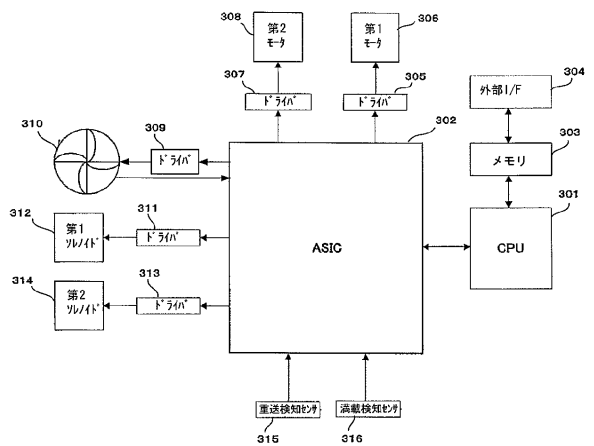 308
第2
ﾓｰﾀ
306
第1
ﾓｰﾀ
307
ﾄﾞﾗｲﾊﾞ
305
ﾄﾞﾗｲﾊﾞ
304
外部I/F
310
309
ﾄﾞﾗｲﾊﾞ
302
303
メモリ
312
第1
ｿﾚﾉｲﾄﾞ
311
ﾄﾞﾗｲﾊﾞ
301
ASIC
CPU
314
第2
ｿﾚﾉｲﾄﾞ
313
ﾄﾞﾗｲﾊﾞ
重送検知ｾﾝｻ
315
満載検知ｾﾝｻ
316